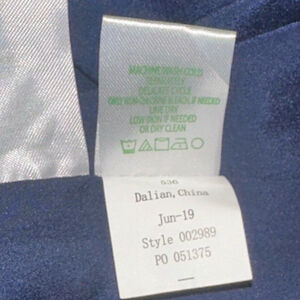 MACHINE WASH COLD
SEPARATELY
DELICATE CYCLE
ONLY NON-CHLORINE BLEACH, IF NEEDED
LINE DRY
LOW IRON IF NEEDED
OR DRY CLEAN
536
Dalian, China
Jun-19
Style 002989
PO 051375